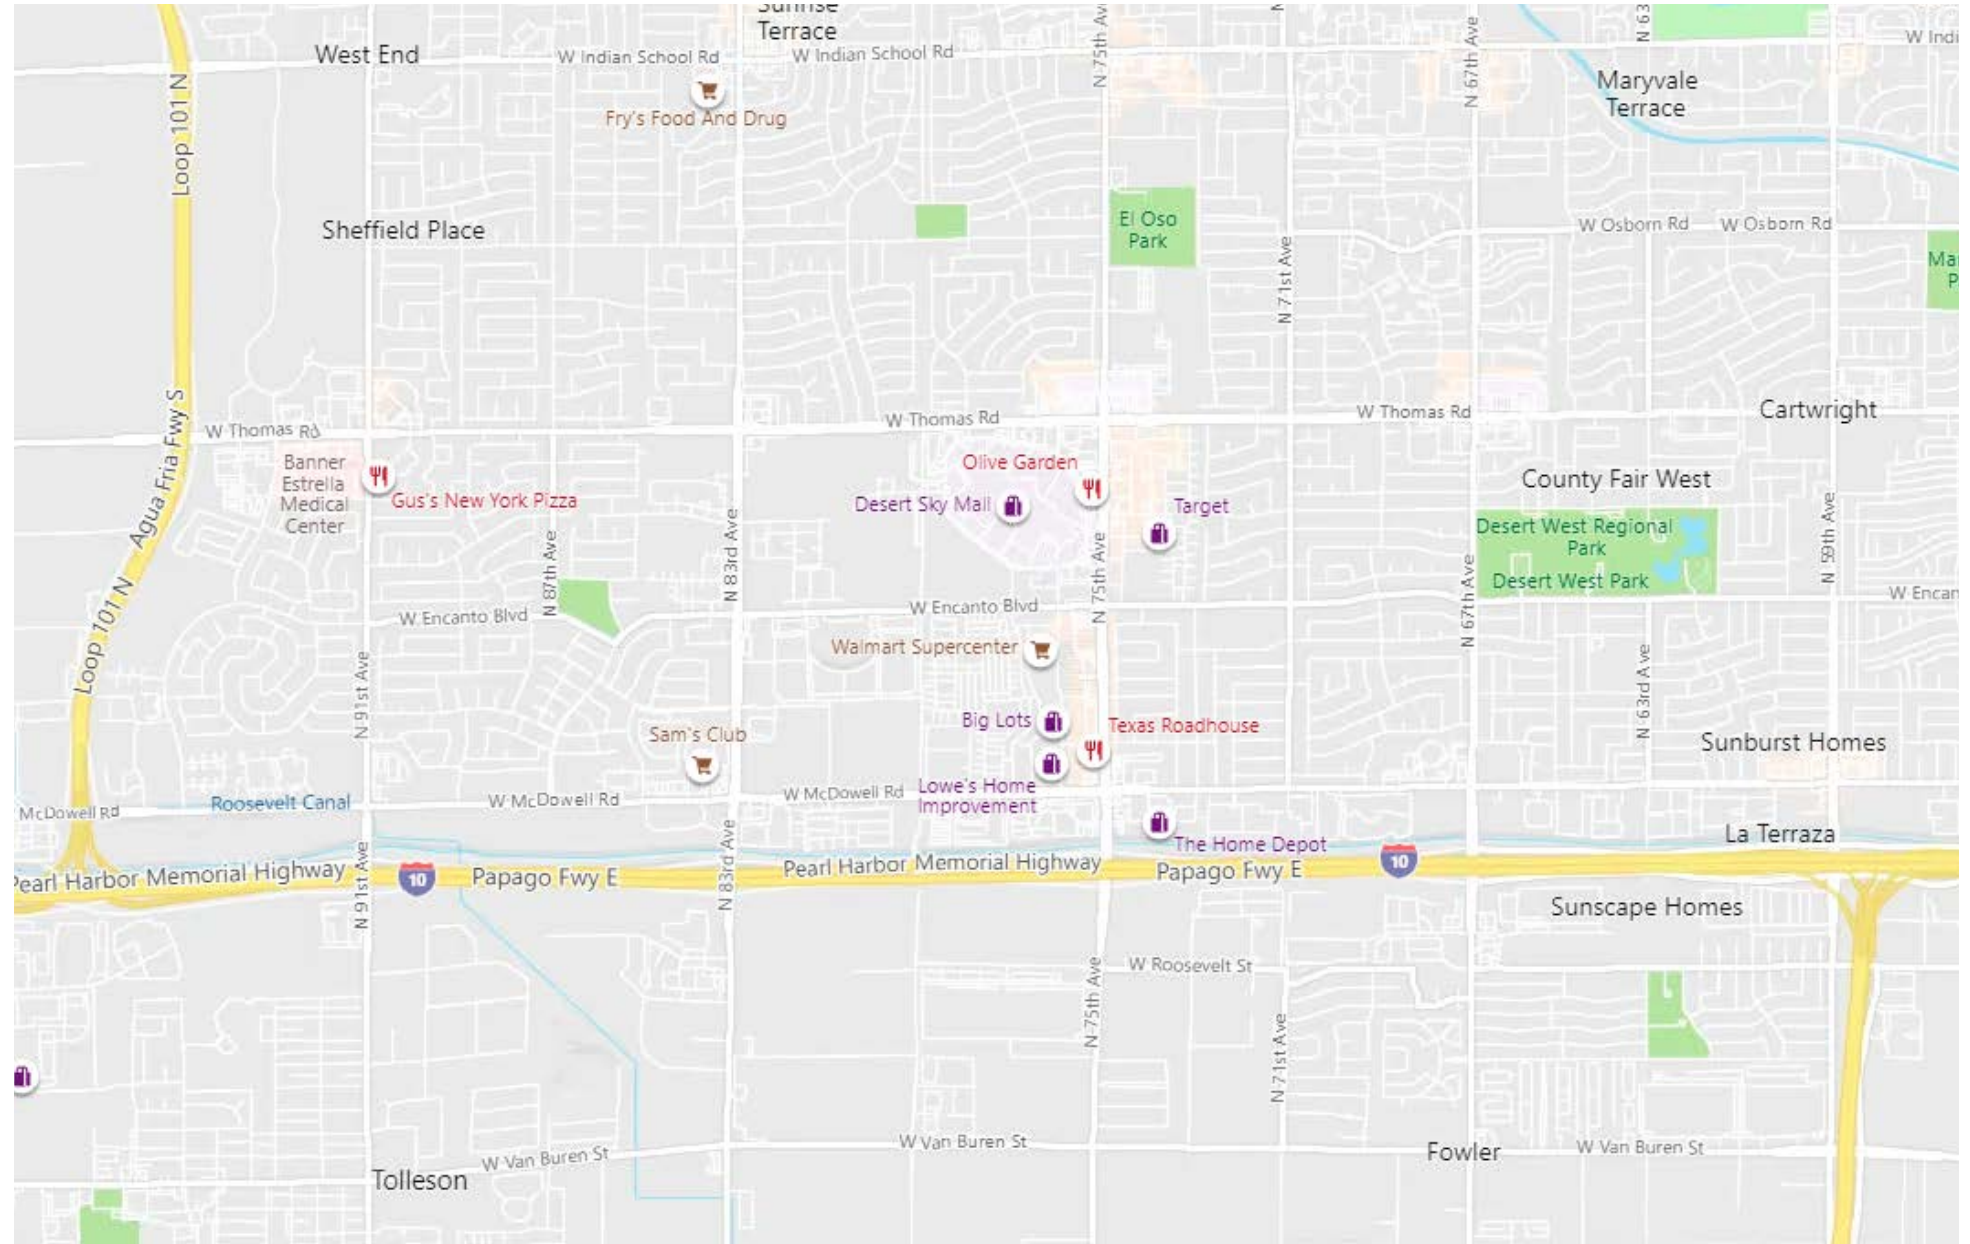 Sunrise
Terrace
West End
W Indian School Rd
W Indian School Rd
N 75th Av
N 67th Ave
N 63
W Indi
Loop 101 N
Fry's Food And Drug
Maryvale
Terrace
Sheffield Place
El Oso
Park
W Osborn Rd
W Osborn Rd
N 71st Ave
Ma
P
Agua Fria Fwy S
W Thomas Rd
W Thomas Rd
W Thomas Rd
Cartwright
Banner
Estrella
Medical
Center
Gus's New York Pizza
Olive Garden
Desert Sky Mall
Target
County Fair West
Desert West Regional
Park
Desert West Park
N 59th Ave
N 87th Ave
N 83rd Ave
N 75th Ave
N 67th Ave
Loop 101 N
W Encanto Blvd
W Encanto Blvd
W Encan
Walmart Supercenter
N 91st Ave
N 63rd Ave
Big Lots
Texas Roadhouse
Sam's Club
Sunburst Homes
Lowe's Home
Improvement
McDowell Rd
Roosevelt Canal
W McDowell Rd
W McDowell Rd
The Home Depot
La Terraza
Pearl Harbor Memorial Highway
N 91st Ave
10
Papago Fwy E
N 83rd Ave
Pearl Harbor Memorial Highway
Papago Fwy E
10
Sunscape Homes
N 75th Ave
W Roosevelt St
N 71st Ave
W Van Buren St
W Van Buren St
Fowler
W Van Buren St
Tolleson